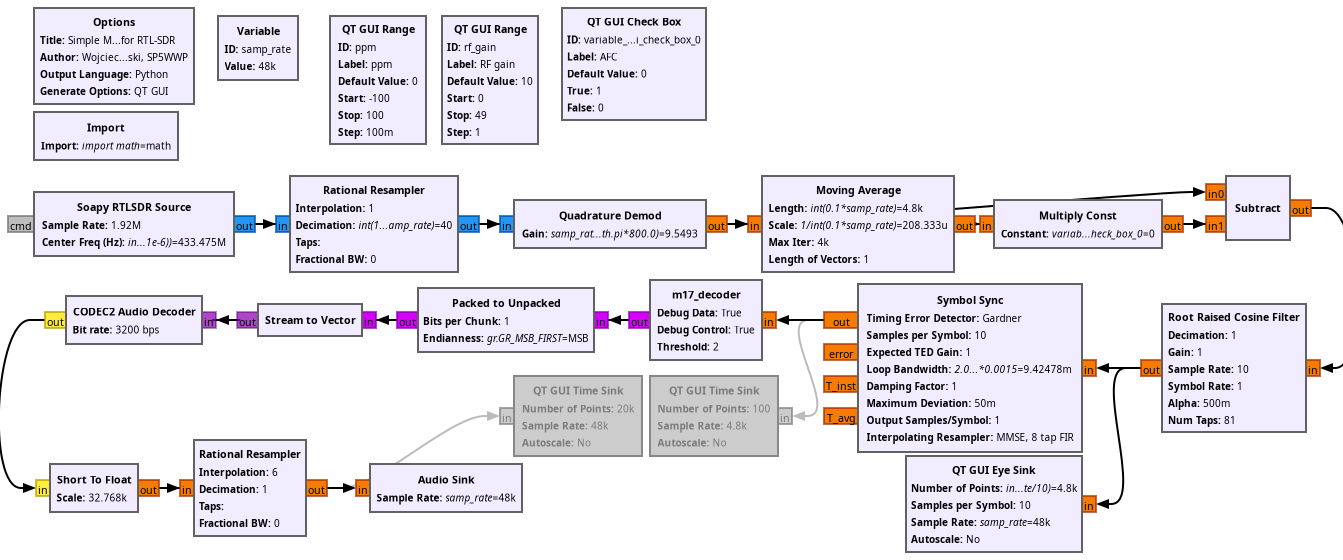 Options
Title: Simple M...for RTL-SDR
Author: Wojciec...ski, SP5WWP
Output Language: Python
Generate Options: QT GUI
Variable
ID: samp_rate
Value: 48k
QT GUI Range
ID: ppm
Label: ppm
Default Value: 0
Start: -100
Stop: 100
Step: 100m
QT GUI Range
ID: rf_gain
Label: RF gain
Default Value: 10
Start: 0
Stop: 49
Step: 1
QT GUI Check Box
ID: variable_...i_check_box_0
Label: AFC
Default Value: 0
True: 1
False: 0
Import
Import: import math=math
cmd
Soapy RTLSDR Source
Sample Rate: 1.92M
Center Freq (Hz): in...1e-6))=433.475M
out
in
Rational Resampler
Interpolation: 1
Decimation: int(1...amp_rate)=40
Taps:
Fractional BW: 0
out
in
Quadrature Demod
Gain: samp_rat...th.pi*800.0)=9.5493
out
in
Moving Average
Length: int(0.1*samp_rate)=4.8k
Scale: 1/int(0.1*samp_rate)=208.333u
Max Iter: 4k
Length of Vectors: 1
out
in
Multiply Const
Constant: variab...heck_box_0=0
out
in0
in1
Subtract
out
out
CODEC2 Audio Decoder
Bit rate: 3200 bps
in
out
Stream to Vector
in
out
Packed to Unpacked
Bits per Chunk: 1
Endianness: gr.GR_MSB_FIRST=MSB
in
out
m17_decoder
Debug Data: True
Debug Control: True
Threshold: 2
in
out
error
T_inst
T_avg
Symbol Sync
Timing Error Detector: Gardner
Samples per Symbol: 10
Expected TED Gain: 1
Loop Bandwidth: 2.0...*0.0015=9.42478m
Damping Factor: 1
Maximum Deviation: 50m
Output Samples/Symbol: 1
Interpolating Resampler: MMSE, 8 tap FIR
in
out
Root Raised Cosine Filter
Decimation: 1
Gain: 1
Sample Rate: 10
Symbol Rate: 1
Alpha: 500m
Num Taps: 81
in
in
QT GUI Time Sink
Number of Points: 20k
Sample Rate: 48k
Autoscale: No
QT GUI Time Sink
Number of Points: 100
Sample Rate: 4.8k
Autoscale: No
in
in
Short To Float
Scale: 32.768k
out
in
Rational Resampler
Interpolation: 6
Decimation: 1
Taps:
Fractional BW: 0
out
in
Audio Sink
Sample Rate: samp_rate=48k
QT GUI Eye Sink
Number of Points: in...te/10)=4.8k
Samples per Symbol: 10
Sample Rate: samp_rate=48k
Autoscale: No
in